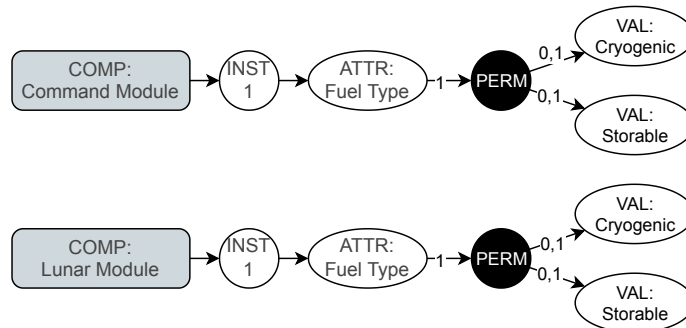 COMP:
Command Module
INST
1
ATTR:
Fuel Type
1
PERM
0,1
0,1
VAL:
Cryogenic
VAL:
Storable
COMP:
Lunar Module
INST
1
ATTR:
Fuel Type
1
PERM
0,1
0,1
VAL:
Cryogenic
VAL:
Storable